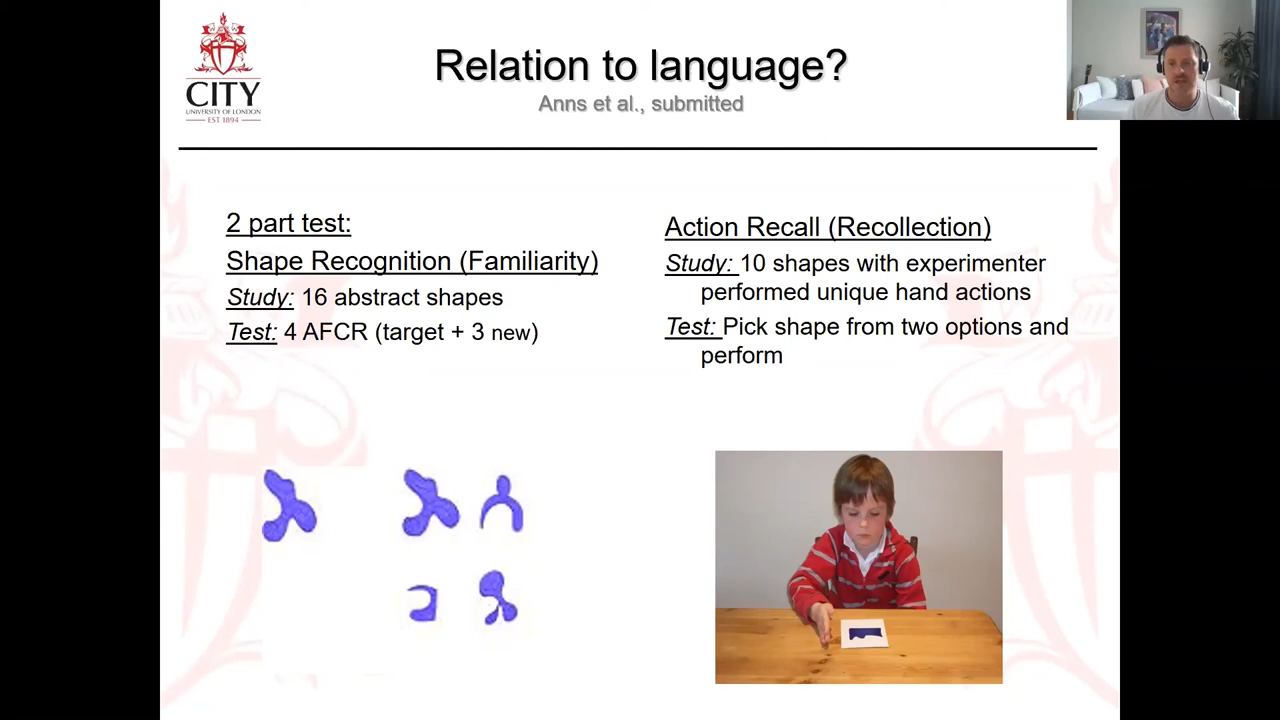 CITY
UNIVERSITY OF LONDON
EST 1894
Relation to language?
Anns et al., submitted
2 part test:
Shape Recognition (Familiarity)
Study: 16 abstract shapes
Test: 4 AFCR (target + 3 new)
Action Recall (Recollection)
Study: 10 shapes with experimenter
performed unique hand actions
Test: Pick shape from two options and
perform